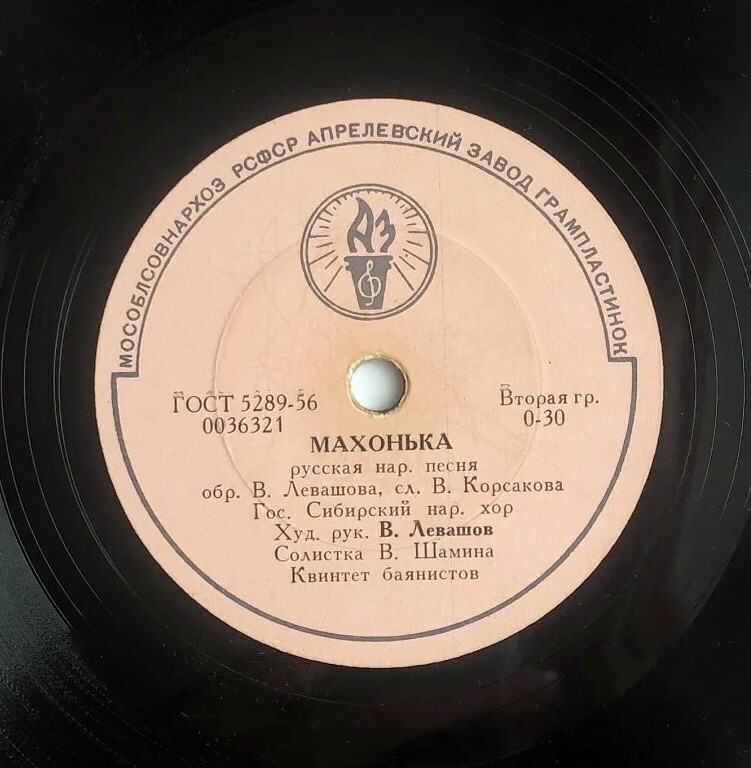 МОСОБЛСОВНАРХОЗ РСФСР АПРЕЛЕВСКИЙ ЗАВОД ГРАМПЛАСТИНОК
АЗ
ГОСТ 5289-56
0036321
Вторая гр.
0-30
МАХОНЬКА
русская нар. песня
обр. В. Левашова, сл. В. Корсакова
Гос. Сибирский нар. хор
Худ. рук. В. Левашов
Солистка В. Шамина
Квинтет баянистов